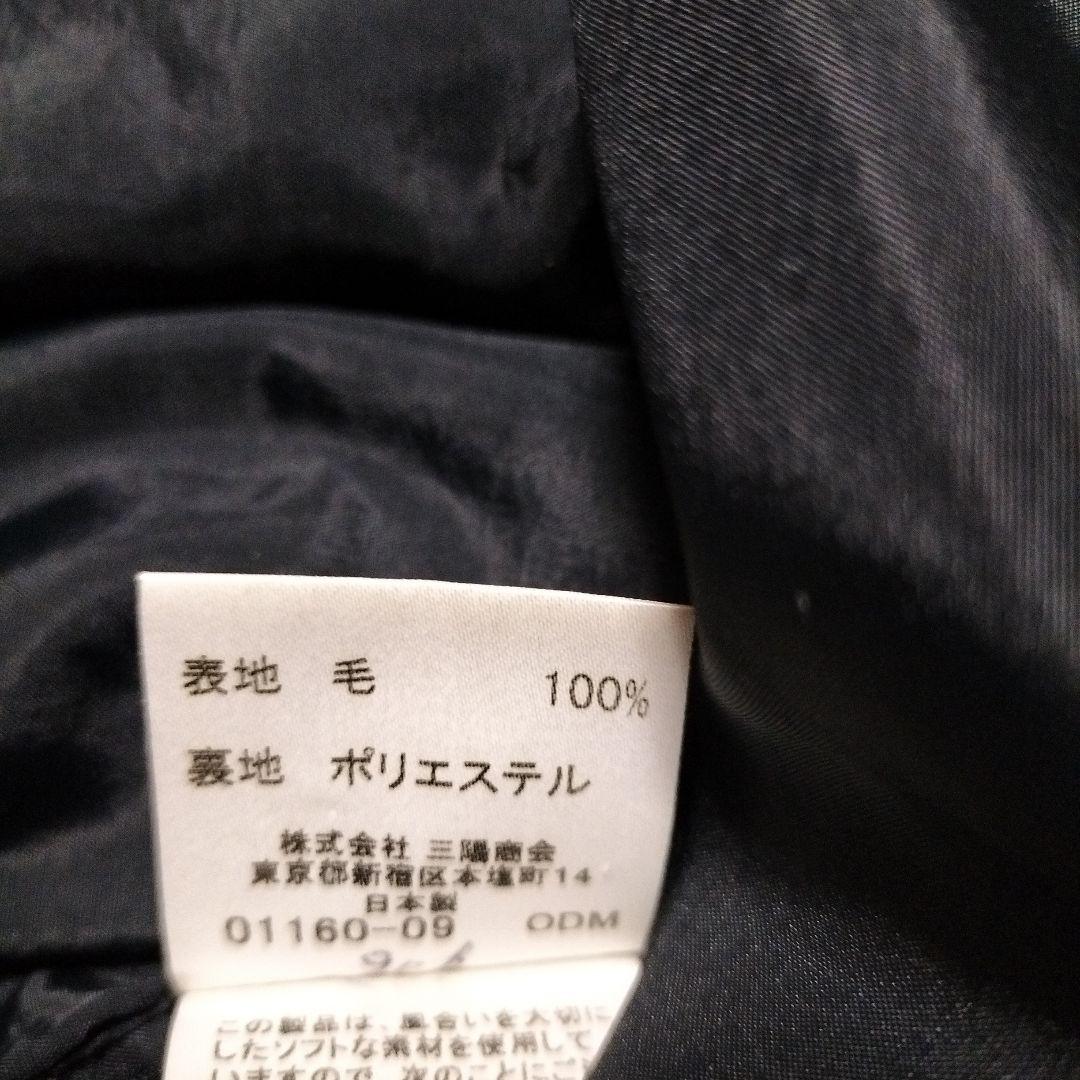 表地 毛 100%
裏地 ポリエステル
株式会社 三陽商会
東京都新宿区本塩町14
日本製
01160-09 ODM
この製品は、風合いを大切に
したソフトな素材を使用して
いますので、次のことにご